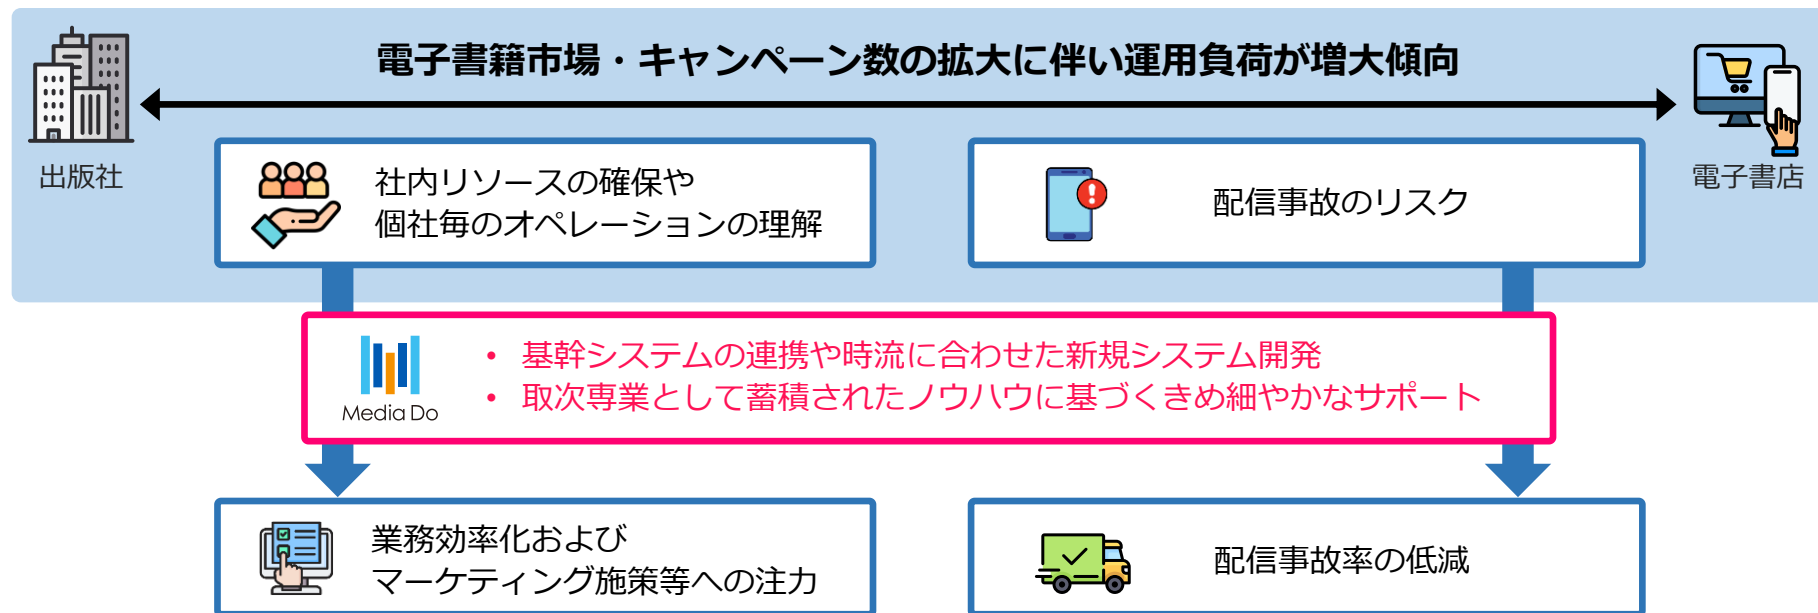 電子書籍市場・キャンペーン数の拡大に伴い運用負荷が増大傾向
出版社
電子書店
社内リソースの確保や
個社毎のオペレーションの理解
配信事故のリスク
Media Do
• 基幹システムの連携や時流に合わせた新規システム開発
• 取次専業として蓄積されたノウハウに基づくきめ細やかなサポート
業務効率化および
マーケティング施策等への注力
配信事故率の低減